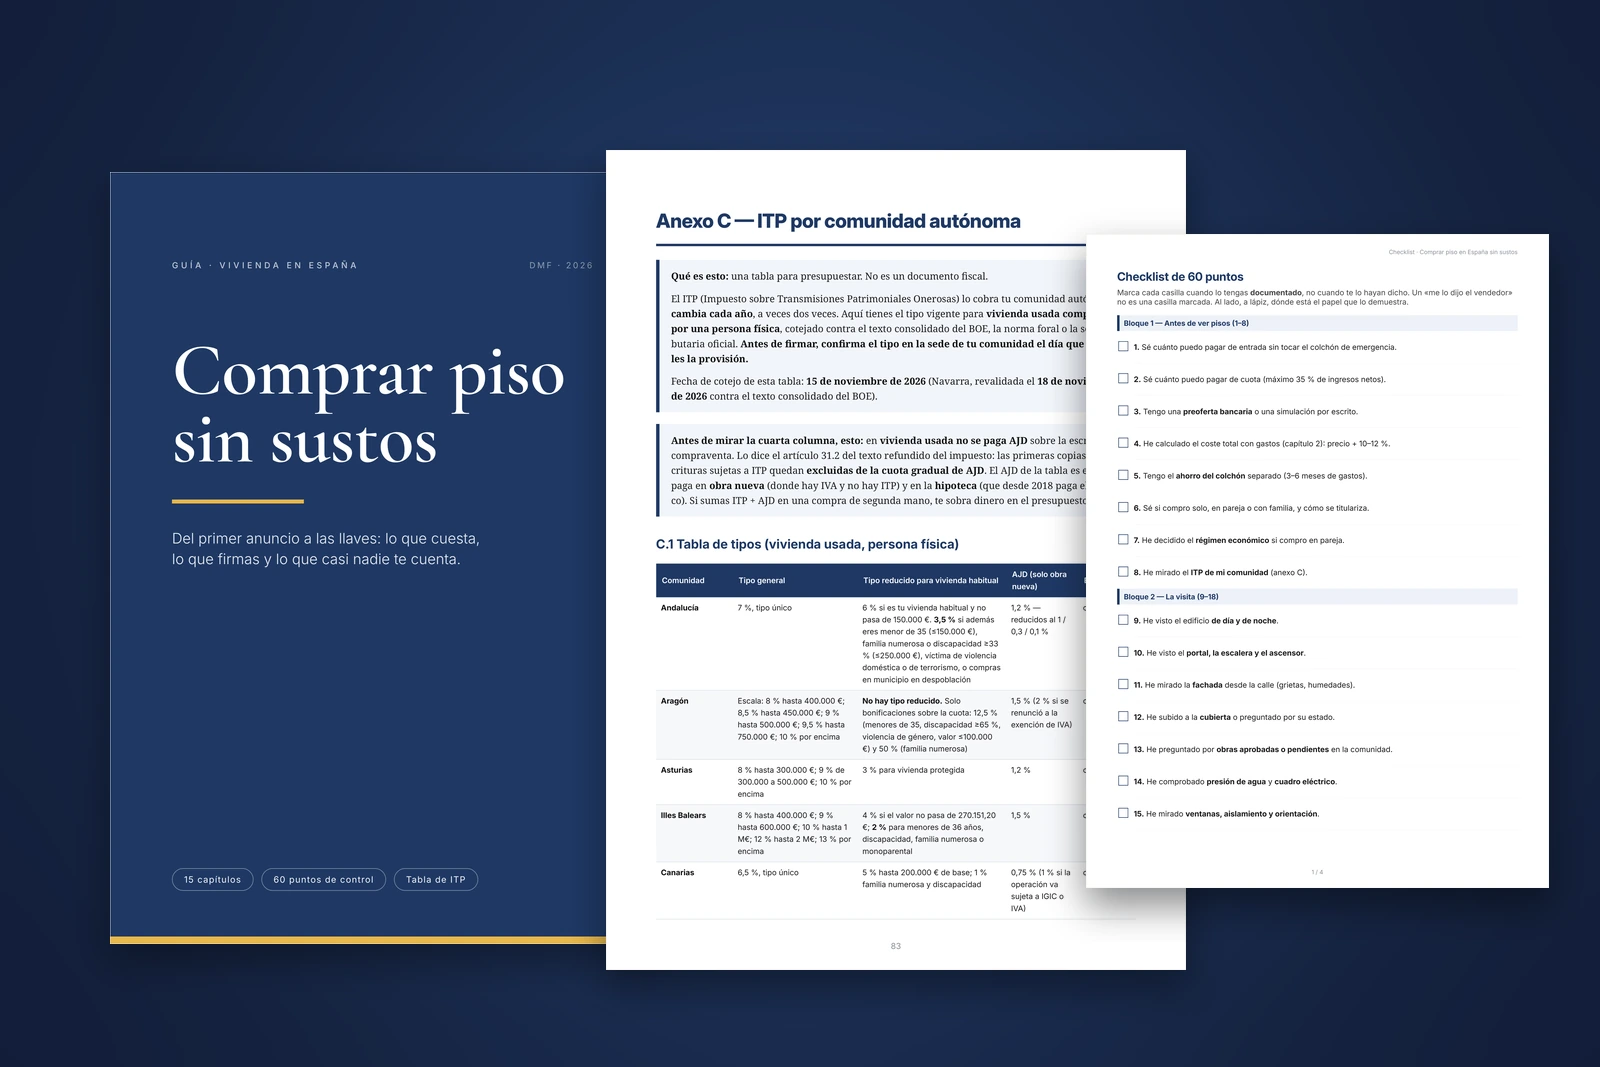 GUÍA · VIVIENDA EN ESPAÑA
DMF · 2026
Comprar piso
sin sustos
Del primer anuncio a las llaves: lo que cuesta,
lo que firmas y lo que casi nadie te cuenta.
15 capítulos
60 puntos de control
Tabla de ITP
Anexo C — ITP por comunidad autónoma
Qué es esto: una tabla para presupuestar. No es un documento fiscal.
El ITP (Impuesto sobre Transmisiones Patrimoniales Onerosas) lo cobra tu comunidad
cambia cada año, a veces dos veces. Aquí tienes el tipo vigente para vivienda usada
por una persona física, cotejado contra el texto consolidado del BOE, la norma foral o la
butaria oficial. Antes de firmar, confirma el tipo en la sede de tu comunidad el día que
les la provisión.
Fecha de cotejo de esta tabla: 15 de noviembre de 2026 (Navarra, revalidada el 18 de
de 2026 contra el texto consolidado del BOE).
Antes de mirar la cuarta columna, esto: en vivienda usada no se paga AJD sobre la
compraventa. Lo dice el artículo 31.2 del texto refundido del impuesto: las primeras copias
crituras sujetas a ITP quedan excluidas de la cuota gradual de AJD. El AJD de la tabla es
paga en obra nueva (donde hay IVA y no hay ITP) y en la hipoteca (que desde 2018 paga
co). Si sumas ITP + AJD en una compra de segunda mano, te sobra dinero en el presupuesto
C.1 Tabla de tipos (vivienda usada, persona física)
Comunidad
Tipo general
Tipo reducido para vivienda habitual
AJD (solo obra
nueva)
Andalucía
7 %, tipo único
6 % si es tu vivienda habitual y no
pasa de 150.000 €. 3,5 % si además
eres menor de 35 (≤150.000 €),
familia numerosa o discapacidad ≥33
% (≤250.000 €), víctima de violencia
doméstica o de terrorismo, o compras
en municipio en despoblación
1,2 % —
reducidos al 1 /
0,3 / 0,1 %
Aragón
Escala: 8 % hasta 400.000 €;
8,5 % hasta 450.000 €; 9 %
hasta 500.000 €; 9,5 % hasta
750.000 €; 10 % por encima
No hay tipo reducido. Solo
bonificaciones sobre la cuota: 12,5 %
(menores de 35, discapacidad ≥65 %,
violencia de género, valor ≤100.000
€) y 50 % (familia numerosa)
1,5 % (2 % si se
renunció a la
exención de IVA)
Asturias
8 % hasta 300.000 €; 9 % de
300.000 a 500.000 €; 10 % por
encima
3 % para vivienda protegida
1,2 %
Illes Balears
8 % hasta 400.000 €; 9 %
hasta 600.000 €; 10 % hasta 1
M€; 12 % hasta 2 M€; 13 % por
encima
4 % si el valor no pasa de 270.151,20
€; 2 % para menores de 36 años,
discapacidad, familia numerosa o
monoparental
1,5 %
Canarias
6,5 %, tipo único
5 % hasta 200.000 € de base; 1 %
familia numerosa y discapacidad
0,75 % (1 % si la
operación va
sujeta a IGIC o
IVA)
83
Checklist · Comprar piso en España sin sustos
Checklist de 60 puntos
Marca cada casilla cuando lo tengas documentado, no cuando te lo hayan dicho. Un «me lo dijo el vendedor»
no es una casilla marcada. Al lado, a lápiz, dónde está el papel que lo demuestra.
Bloque 1 — Antes de ver pisos (1–8)
1. Sé cuánto puedo pagar de entrada sin tocar el colchón de emergencia.
2. Sé cuánto puedo pagar de cuota (máximo 35 % de ingresos netos).
3. Tengo una preoferta bancaria o una simulación por escrito.
4. He calculado el coste total con gastos (capítulo 2): precio + 10–12 %.
5. Tengo el ahorro del colchón separado (3–6 meses de gastos).
6. Sé si compro solo, en pareja o con familia, y cómo se titulariza.
7. He decidido el régimen económico si compro en pareja.
8. He mirado el ITP de mi comunidad (anexo C).
Bloque 2 — La visita (9–18)
9. He visto el edificio de día y de noche.
10. He visto el portal, la escalera y el ascensor.
11. He mirado la fachada desde la calle (grietas, humedades).
12. He subido a la cubierta o preguntado por su estado.
13. He preguntado por obras aprobadas o pendientes en la comunidad.
14. He comprobado presión de agua y cuadro eléctrico.
15. He mirado ventanas, aislamiento y orientación.
1 / 4